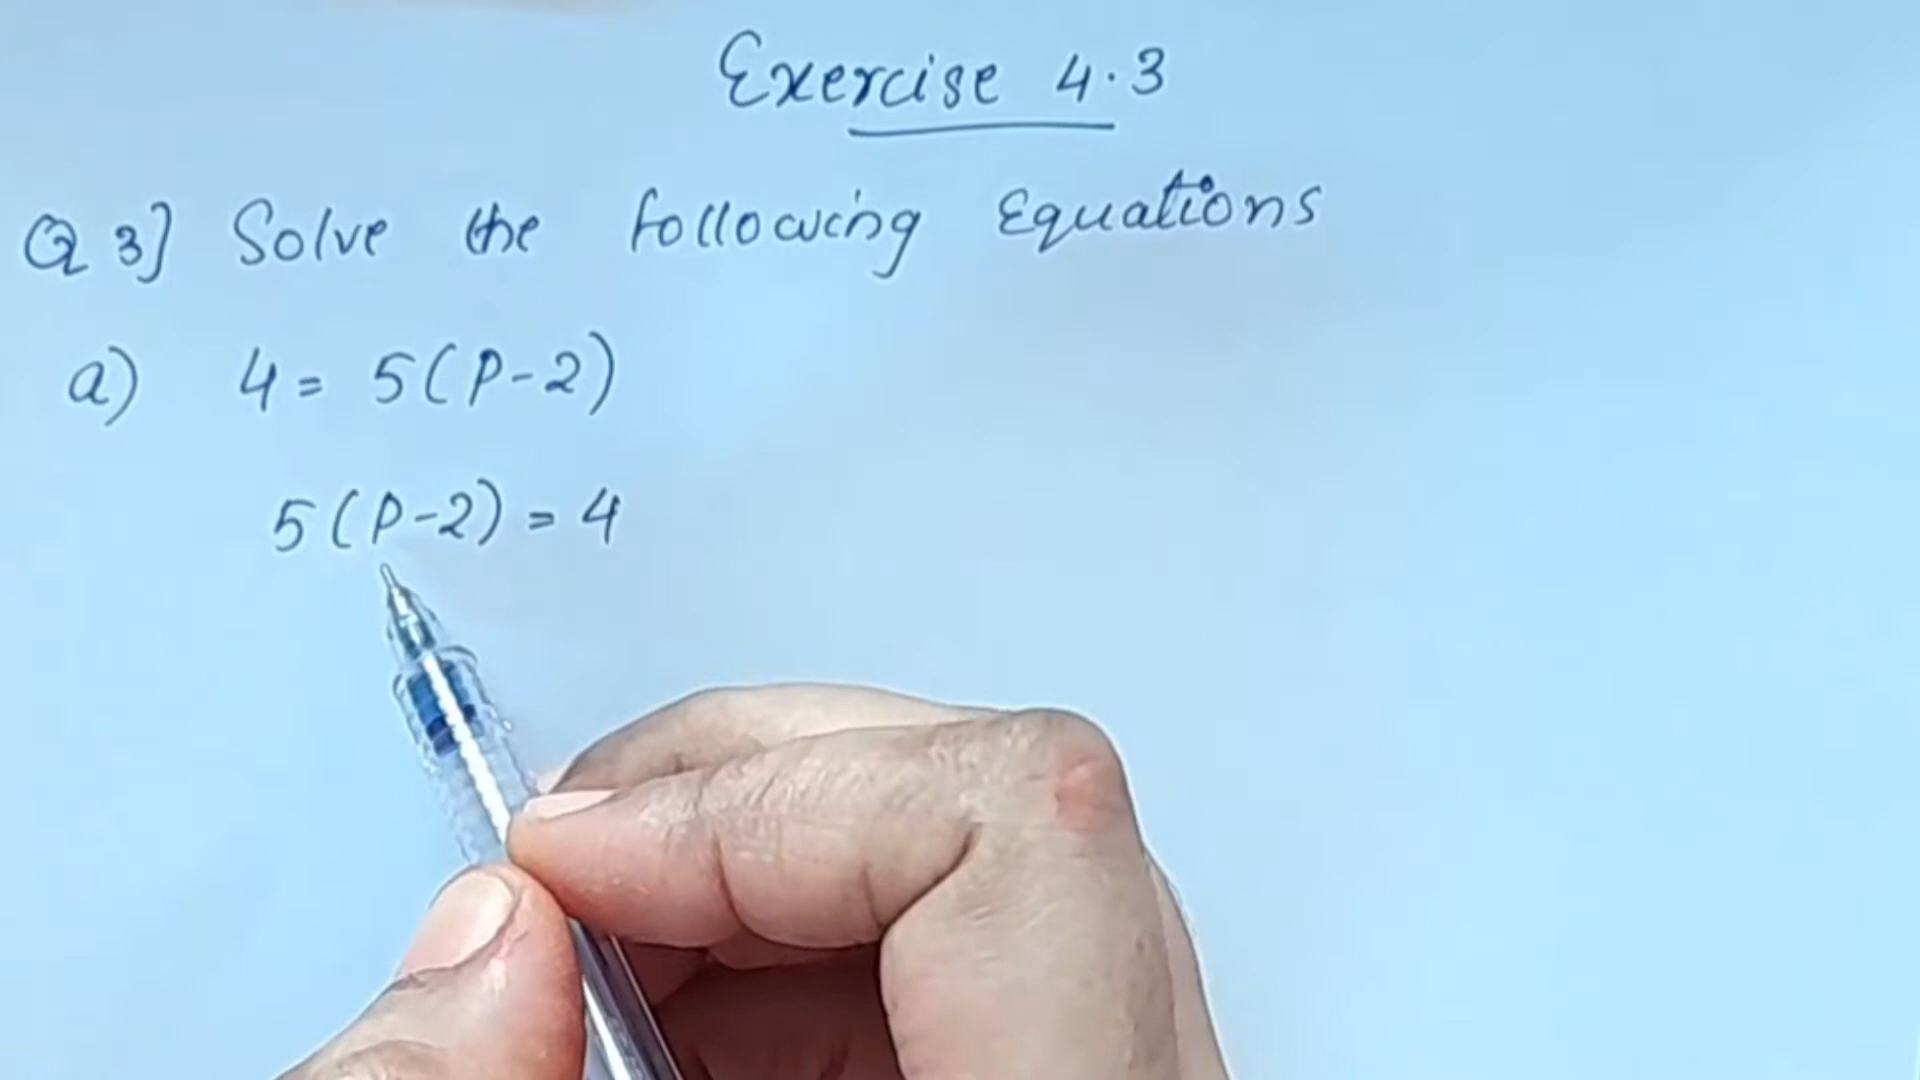 Exercise 4.3
Q 3] Solve the following Equations
a) 4 = 5(P-2)
5(P-2) = 4